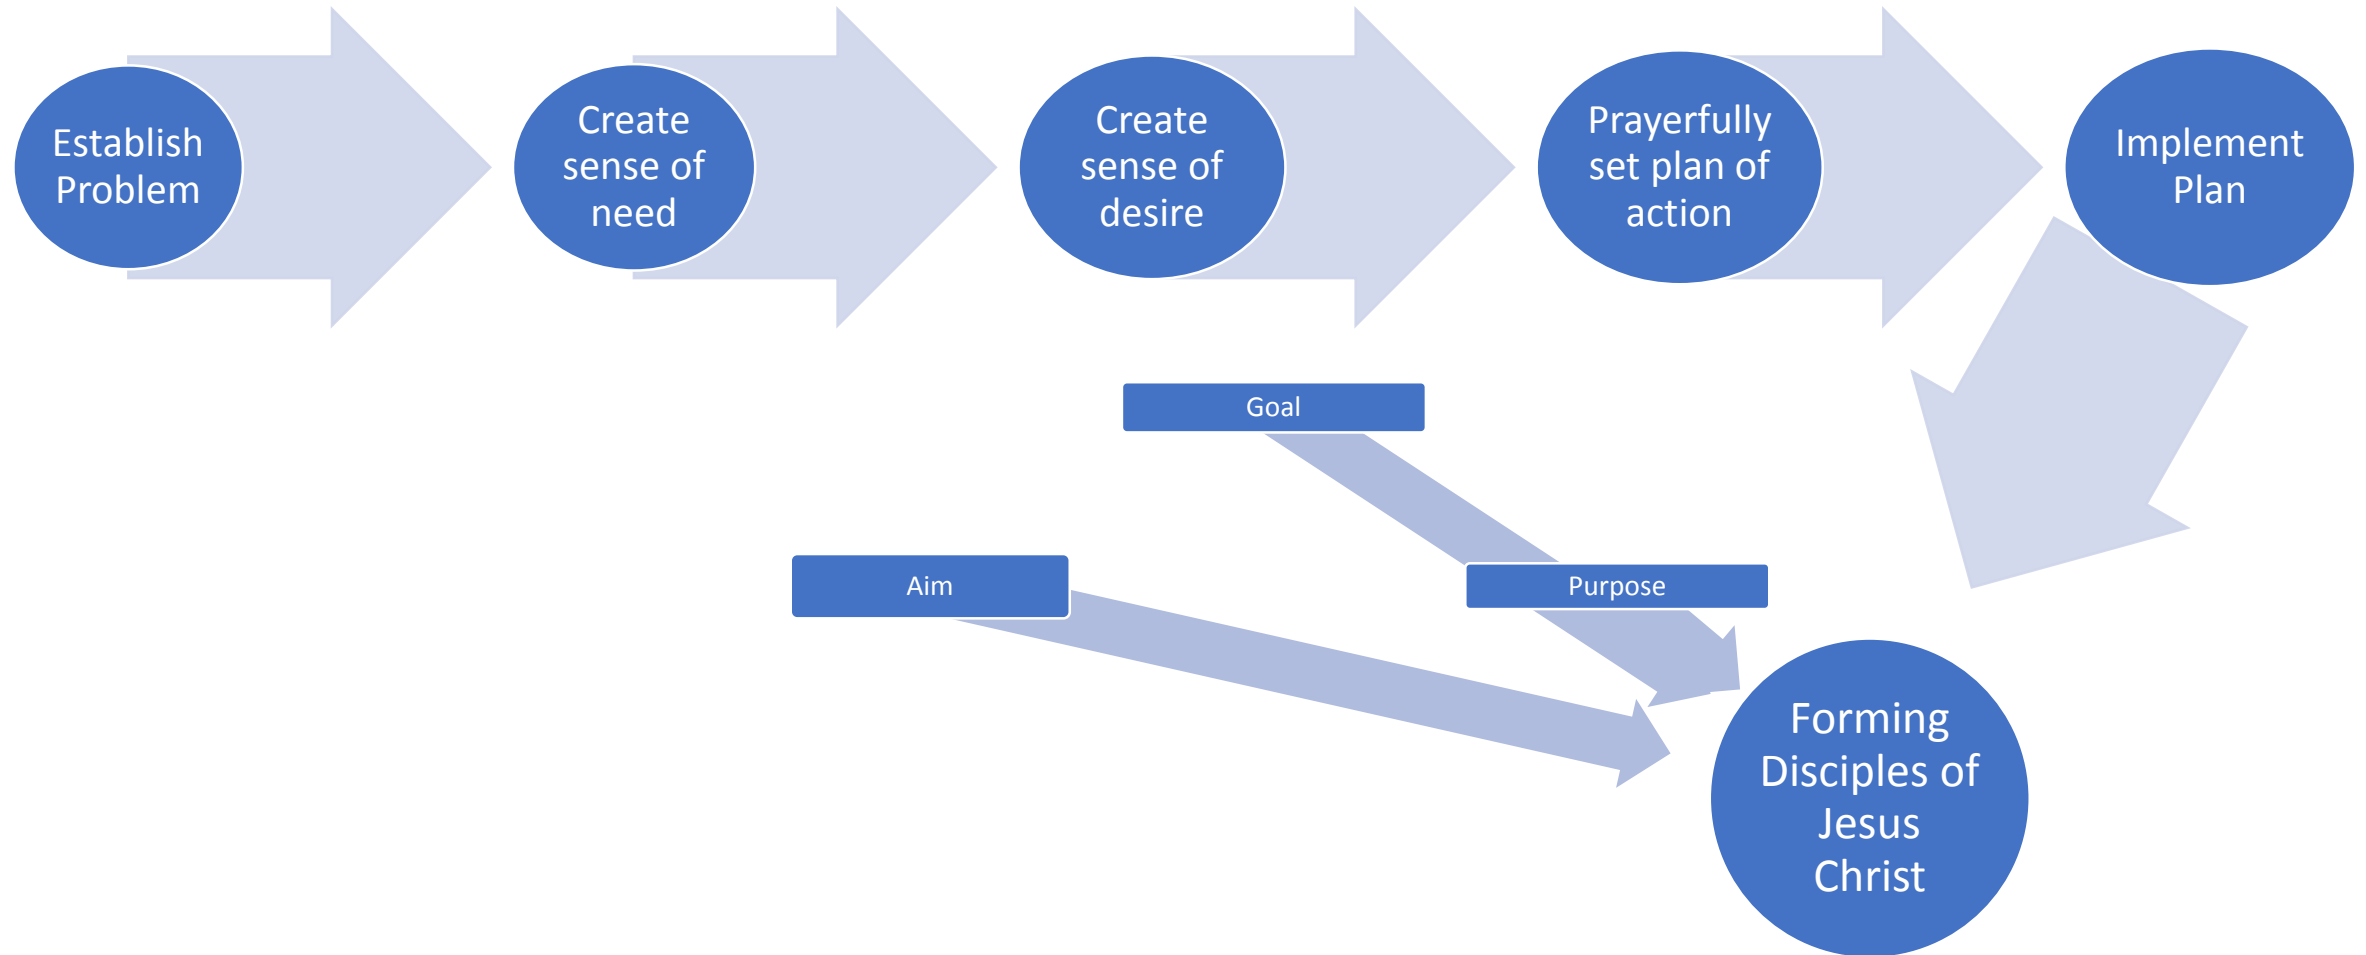 Establish
Problem
Create
sense of
need
Create
sense of
desire
Prayerfully
set plan of
action
Implement
Plan
Goal
Aim
Purpose
Forming
Disciples of
Jesus
Christ